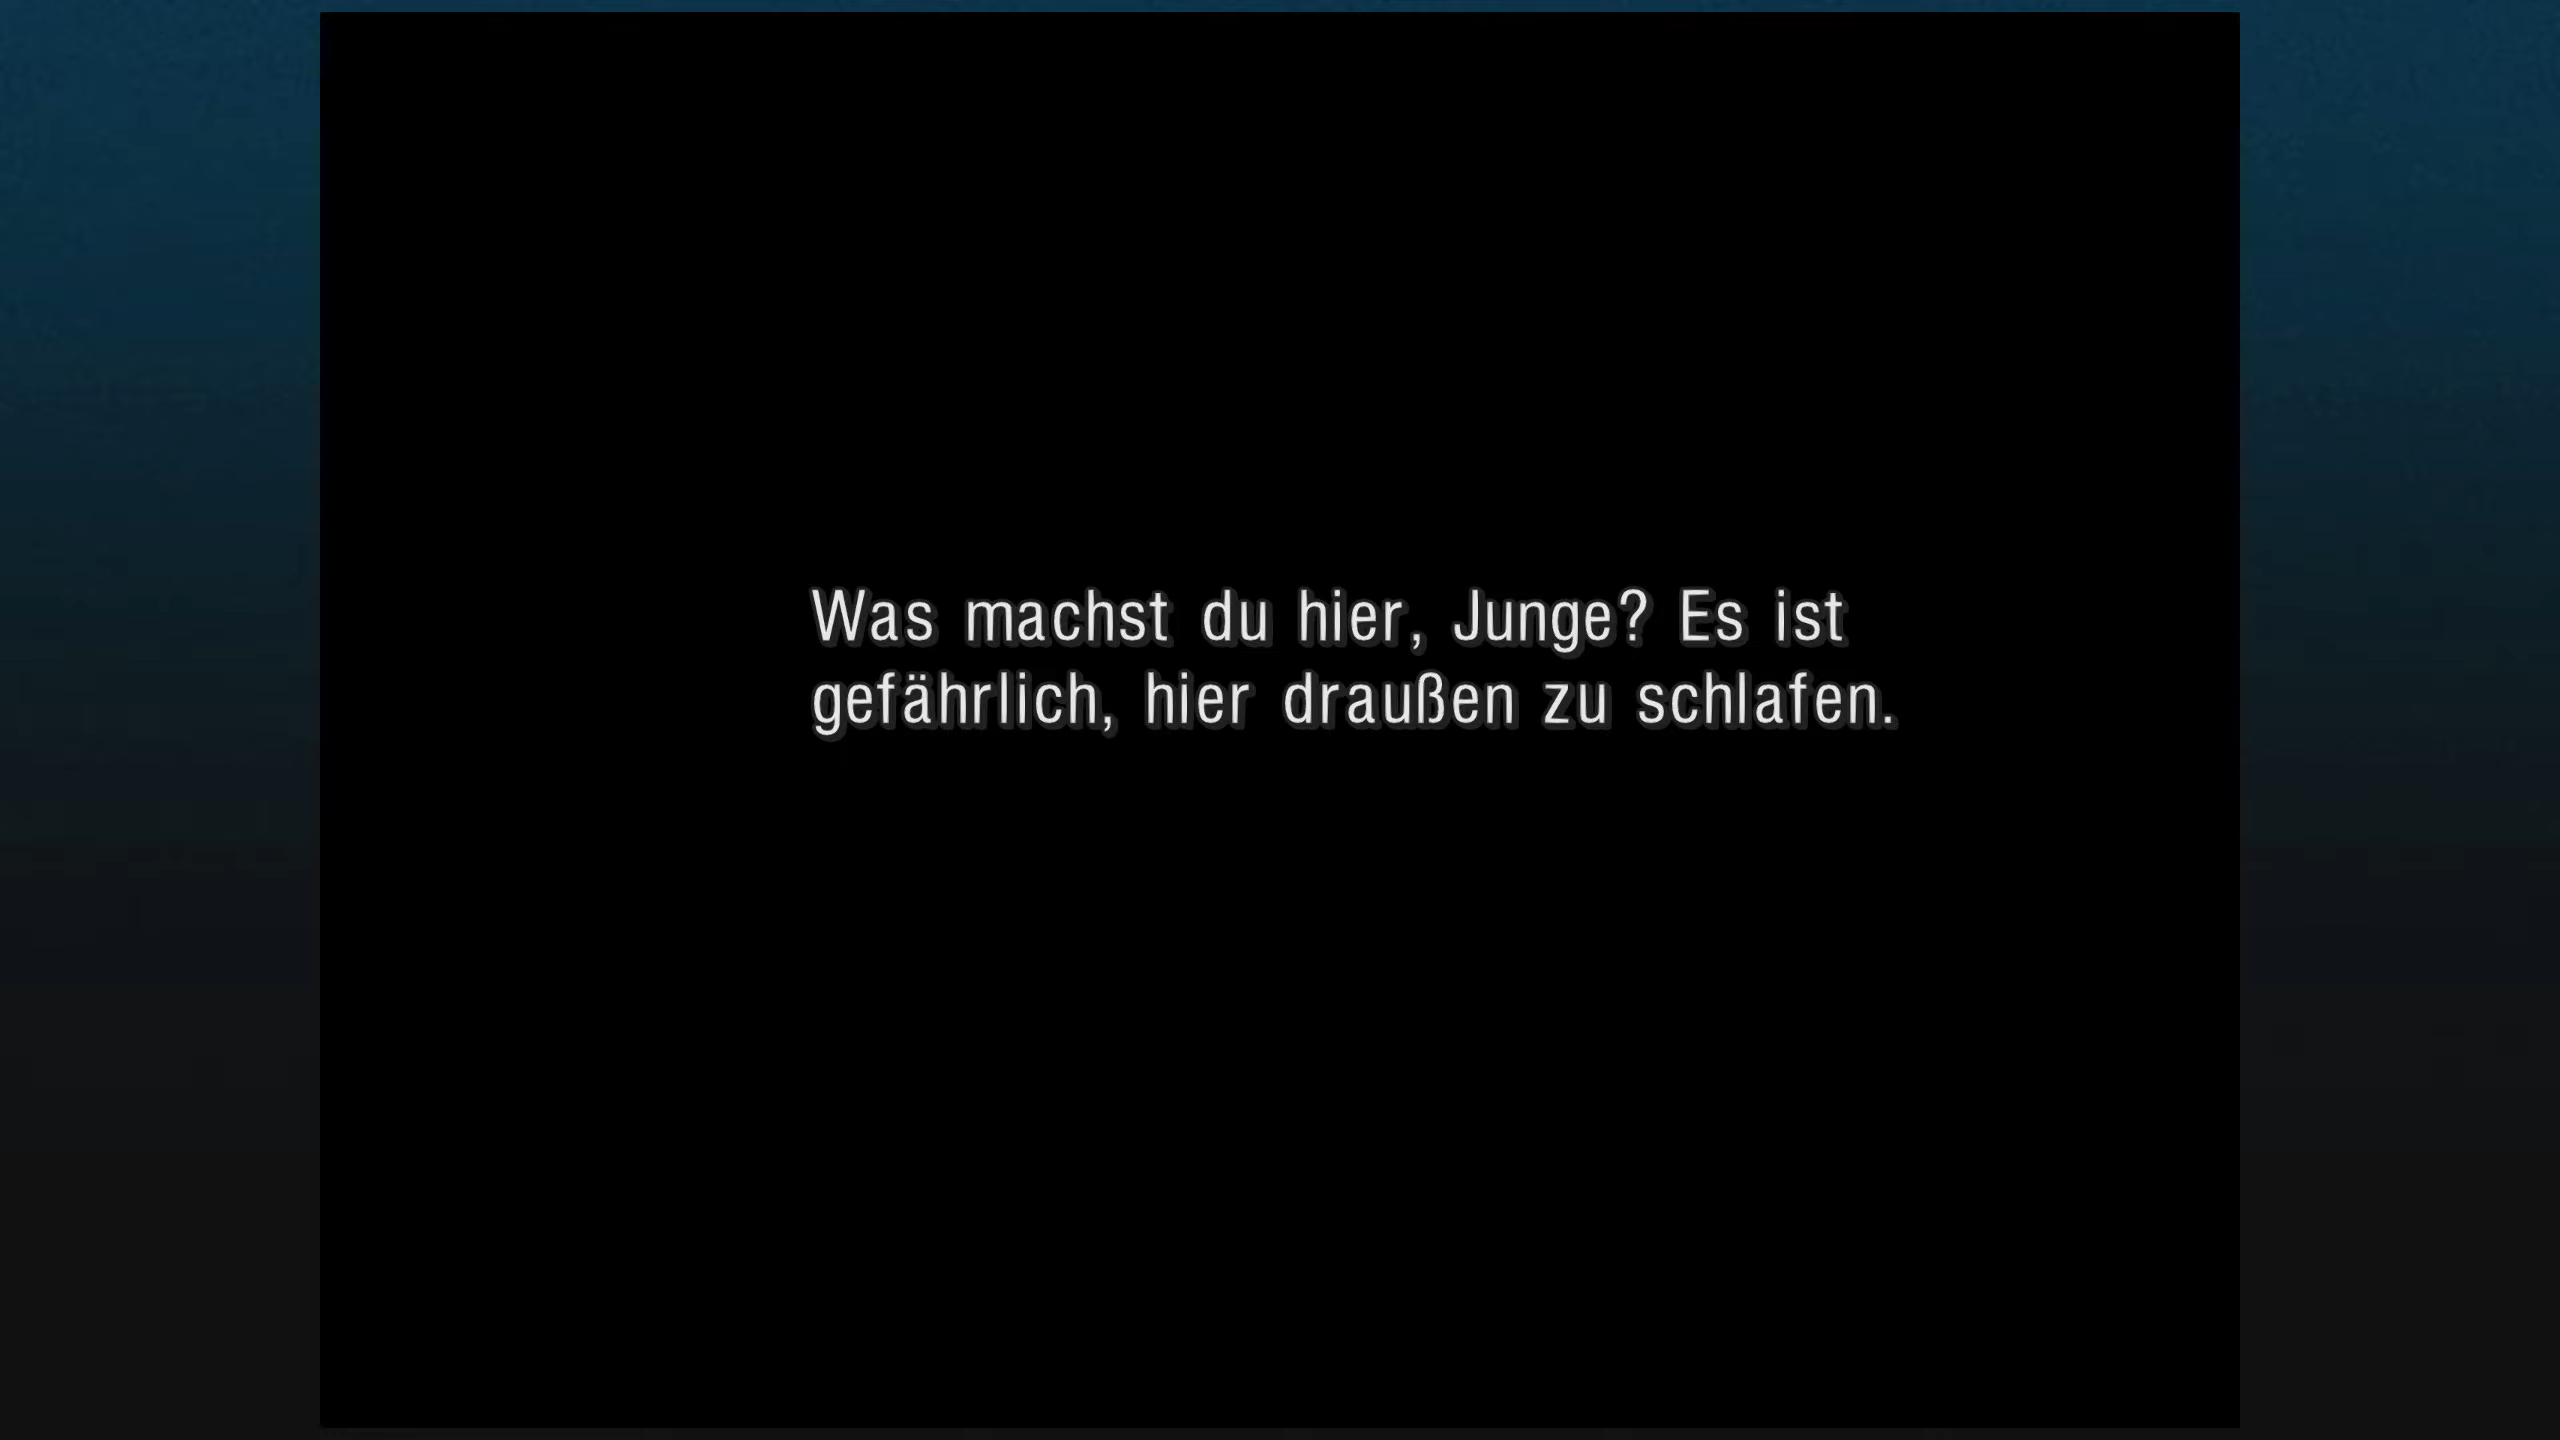 Was machst du hier, Junge? Es ist
gefährlich, hier draußen zu schlafen.